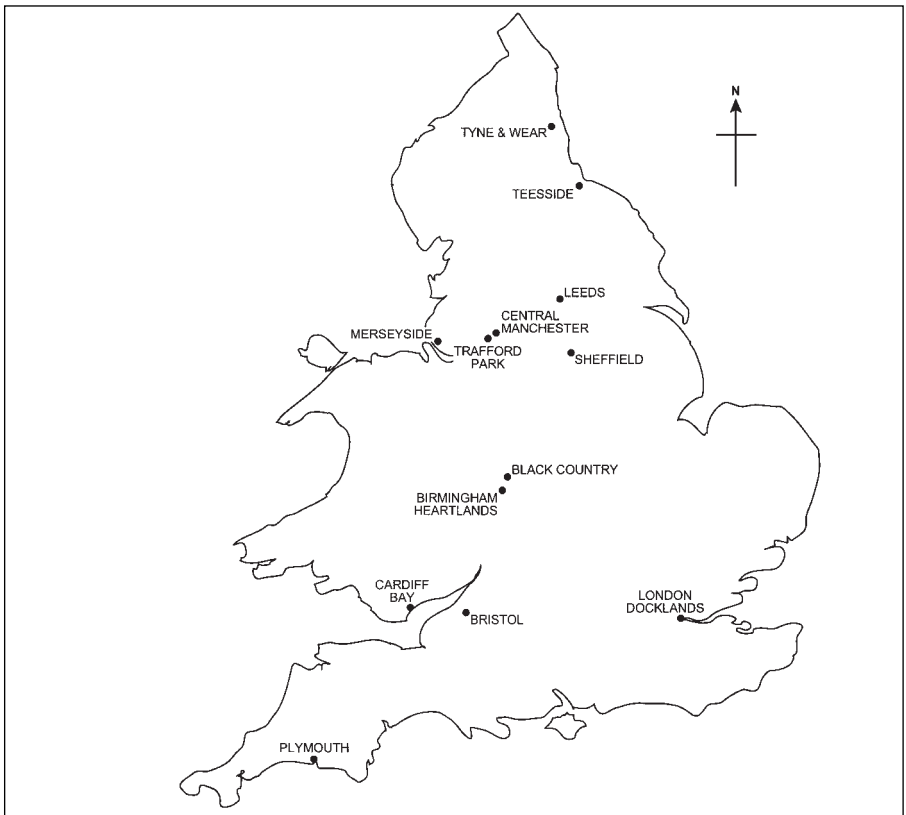 N
TYNE & WEAR
TEESSIDE
LEEDS
CENTRAL
MANCHESTER
MERSEYSIDE
TRAFFORD
PARK
SHEFFIELD
BLACK COUNTRY
BIRMINGHAM
HEARTLANDS
CARDIFF
BAY
BRISTOL
LONDON
DOCKLANDS
PLYMOUTH